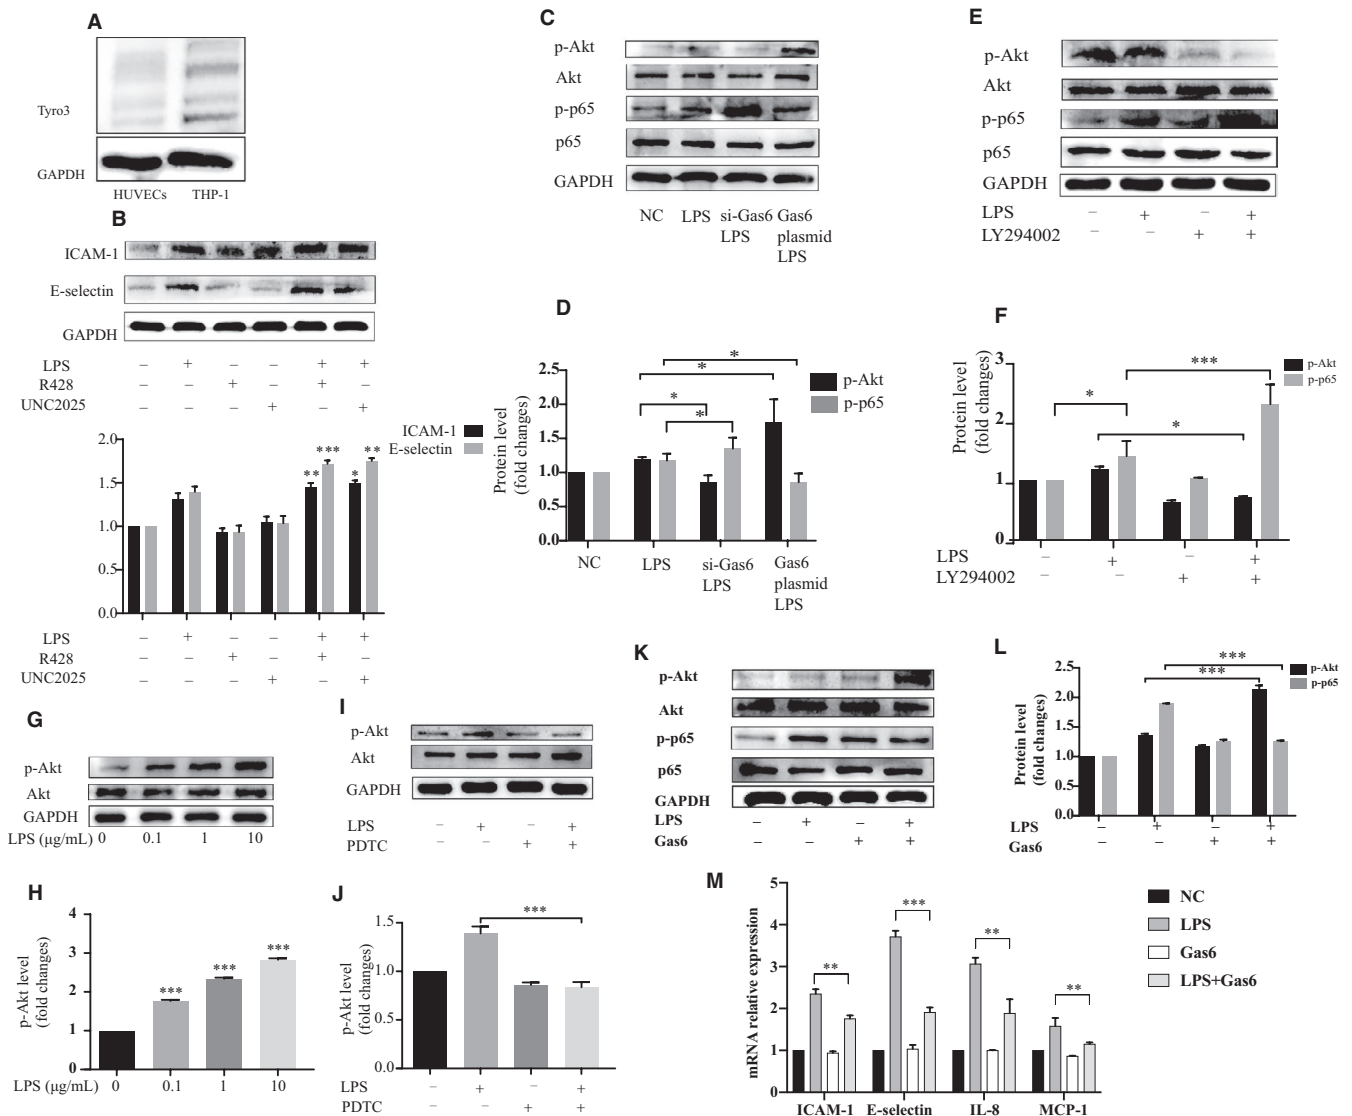 A
Tyro3
GAPDH
HUVECs THP-1
B
ICAM-1
E-selectin
GAPDH
LPS – + – – + +
R428 – – + – + –
UNC2025 – – – + – +
ICAM-1
E-selectin
2.0
1.5
1.0
0.5
0.0
** *** * **
LPS – + – – + +
R428 – – + – + –
UNC2025 – – – + – +
C
p-Akt
Akt
p-p65
p65
GAPDH
NC LPS si-Gas6 Gas6
LPS plasmid
LPS
D
Protein level
(fold changes)
2.5
2.0
1.5
1.0
0.5
0.0
*
*
*
*
p-Akt
p-p65
NC LPS si-Gas6 Gas6
LPS plasmid
LPS
E
p-Akt
Akt
p-p65
p65
GAPDH
LPS – + – +
LY294002 – – + +
F
Protein level
(fold changes)
3
2
1
0
* ***
*
p-Akt
p-p65
LPS – + – +
LY294002 – – + +
G
p-Akt
Akt
GAPDH
LPS (μg/mL) 0 0.1 1 10
H
p-Akt level
(fold changes)
4
3
2
1
0
*** *** ***
LPS (μg/mL) 0 0.1 1 10
I
p-Akt
Akt
GAPDH
LPS – + – +
PDTC – – + +
J
p-Akt level
(fold changes)
1.5
1.0
0.5
0.0
***
LPS – + – +
PDTC – – + +
K
p-Akt
Akt
p-p65
p65
GAPDH
LPS – + – +
Gas6 – – + +
L
Protein level
(fold changes)
2.5
2.0
1.5
1.0
0.5
0.0
***
***
p-Akt
p-p65
LPS – + – +
Gas6 – – + +
M
mRNA relative expression
5
4
3
2
1
0
** *** ** **
ICAM-1 E-selectin IL-8 MCP-1
NC
LPS
Gas6
LPS+Gas6